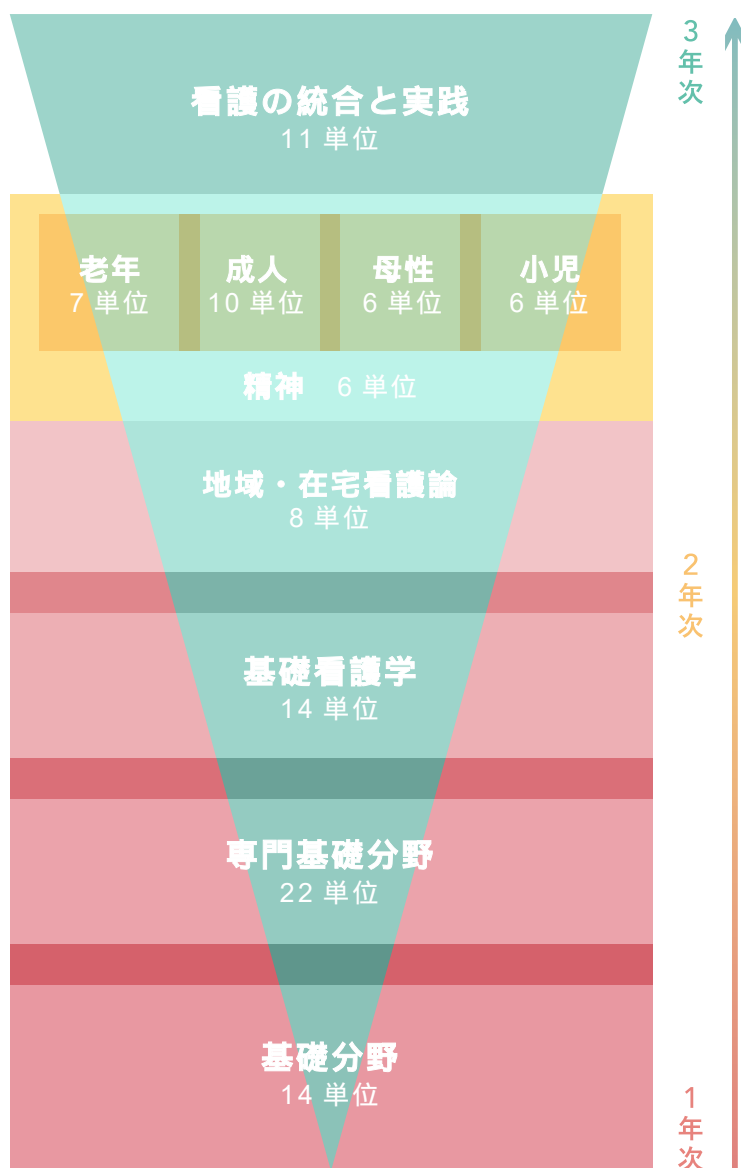 看護の統合と実践
11 単位
老年
7 単位
成人
10 単位
母性
6 単位
小児
6 単位
精神 6 単位
地域・在宅看護論
8 単位
基礎看護学
14 単位
専門基礎分野
22 単位
基礎分野
14 単位
3年次
2年次
1年次